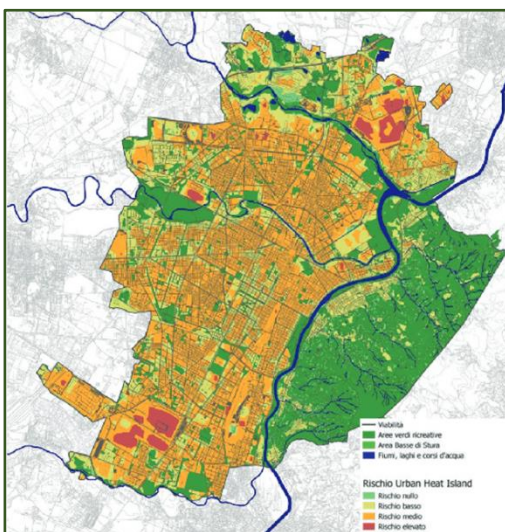 Viabilità
Aree verdi ricreative
Area Basse di Stura
Fiumi, laghi e corsi d'acqua
Rischio Urban Heat Island
Rischio nullo
Rischio basso
Rischio medio
Rischio elevato